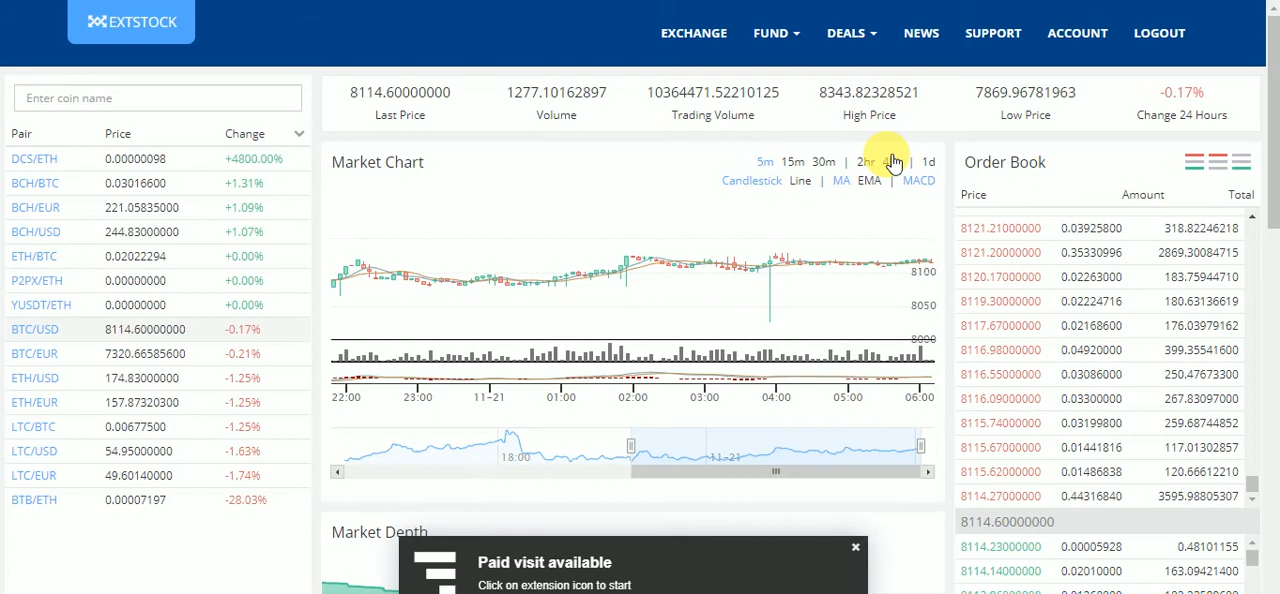 EXTSTOCK
EXCHANGE FUND DEALS NEWS SUPPORT ACCOUNT LOGOUT
Enter coin name
Pair Price Change
DCS/ETH 0.00000098 +4800.00%
BCH/BTC 0.03016600 +1.31%
BCH/EUR 221.05835000 +1.09%
BCH/USD 244.83000000 +1.07%
ETH/BTC 0.02022294 +0.00%
P2PX/ETH 0.00000000 +0.00%
YUSDT/ETH 0.00000000 +0.00%
BTC/USD 8114.60000000 -0.17%
BTC/EUR 7320.66585600 -0.21%
ETH/USD 174.83000000 -1.25%
ETH/EUR 157.87320300 -1.25%
LTC/BTC 0.00677500 -1.25%
LTC/USD 54.95000000 -1.63%
LTC/EUR 49.60140000 -1.74%
BTB/ETH 0.00007197 -28.03%
8114.60000000 1277.10162897 10364471.52210125 8343.82328521 7869.96781963 -0.17%
Last Price Volume Trading Volume High Price Low Price Change 24 Hours
Market Chart
5m 15m 30m | 2hr | 1d
Candlestick Line | MA EMA | MACD
8100
8050
8000
22:00 23:00 11-21 01:00 02:00 03:00 04:00 05:00 06:00
18:00 11-21
Market Depth
Paid visit available
Click on extension icon to start
Order Book
Price Amount Total
8121.21000000 0.03925800 318.82246218
8121.20000000 0.35330996 2869.30084715
8120.17000000 0.02263000 183.75944710
8119.30000000 0.02224716 180.63136619
8117.67000000 0.02168600 176.03979162
8116.98000000 0.04920000 399.35541600
8116.55000000 0.03086000 250.47673300
8116.09000000 0.03300000 267.83097000
8115.74000000 0.03199800 259.68744852
8115.67000000 0.01441816 117.01302857
8115.62000000 0.01486838 120.66612210
8114.27000000 0.44316840 3595.98805307
8114.60000000
8114.23000000 0.00005928 0.48101155
8114.14000000 0.02010000 163.09421400